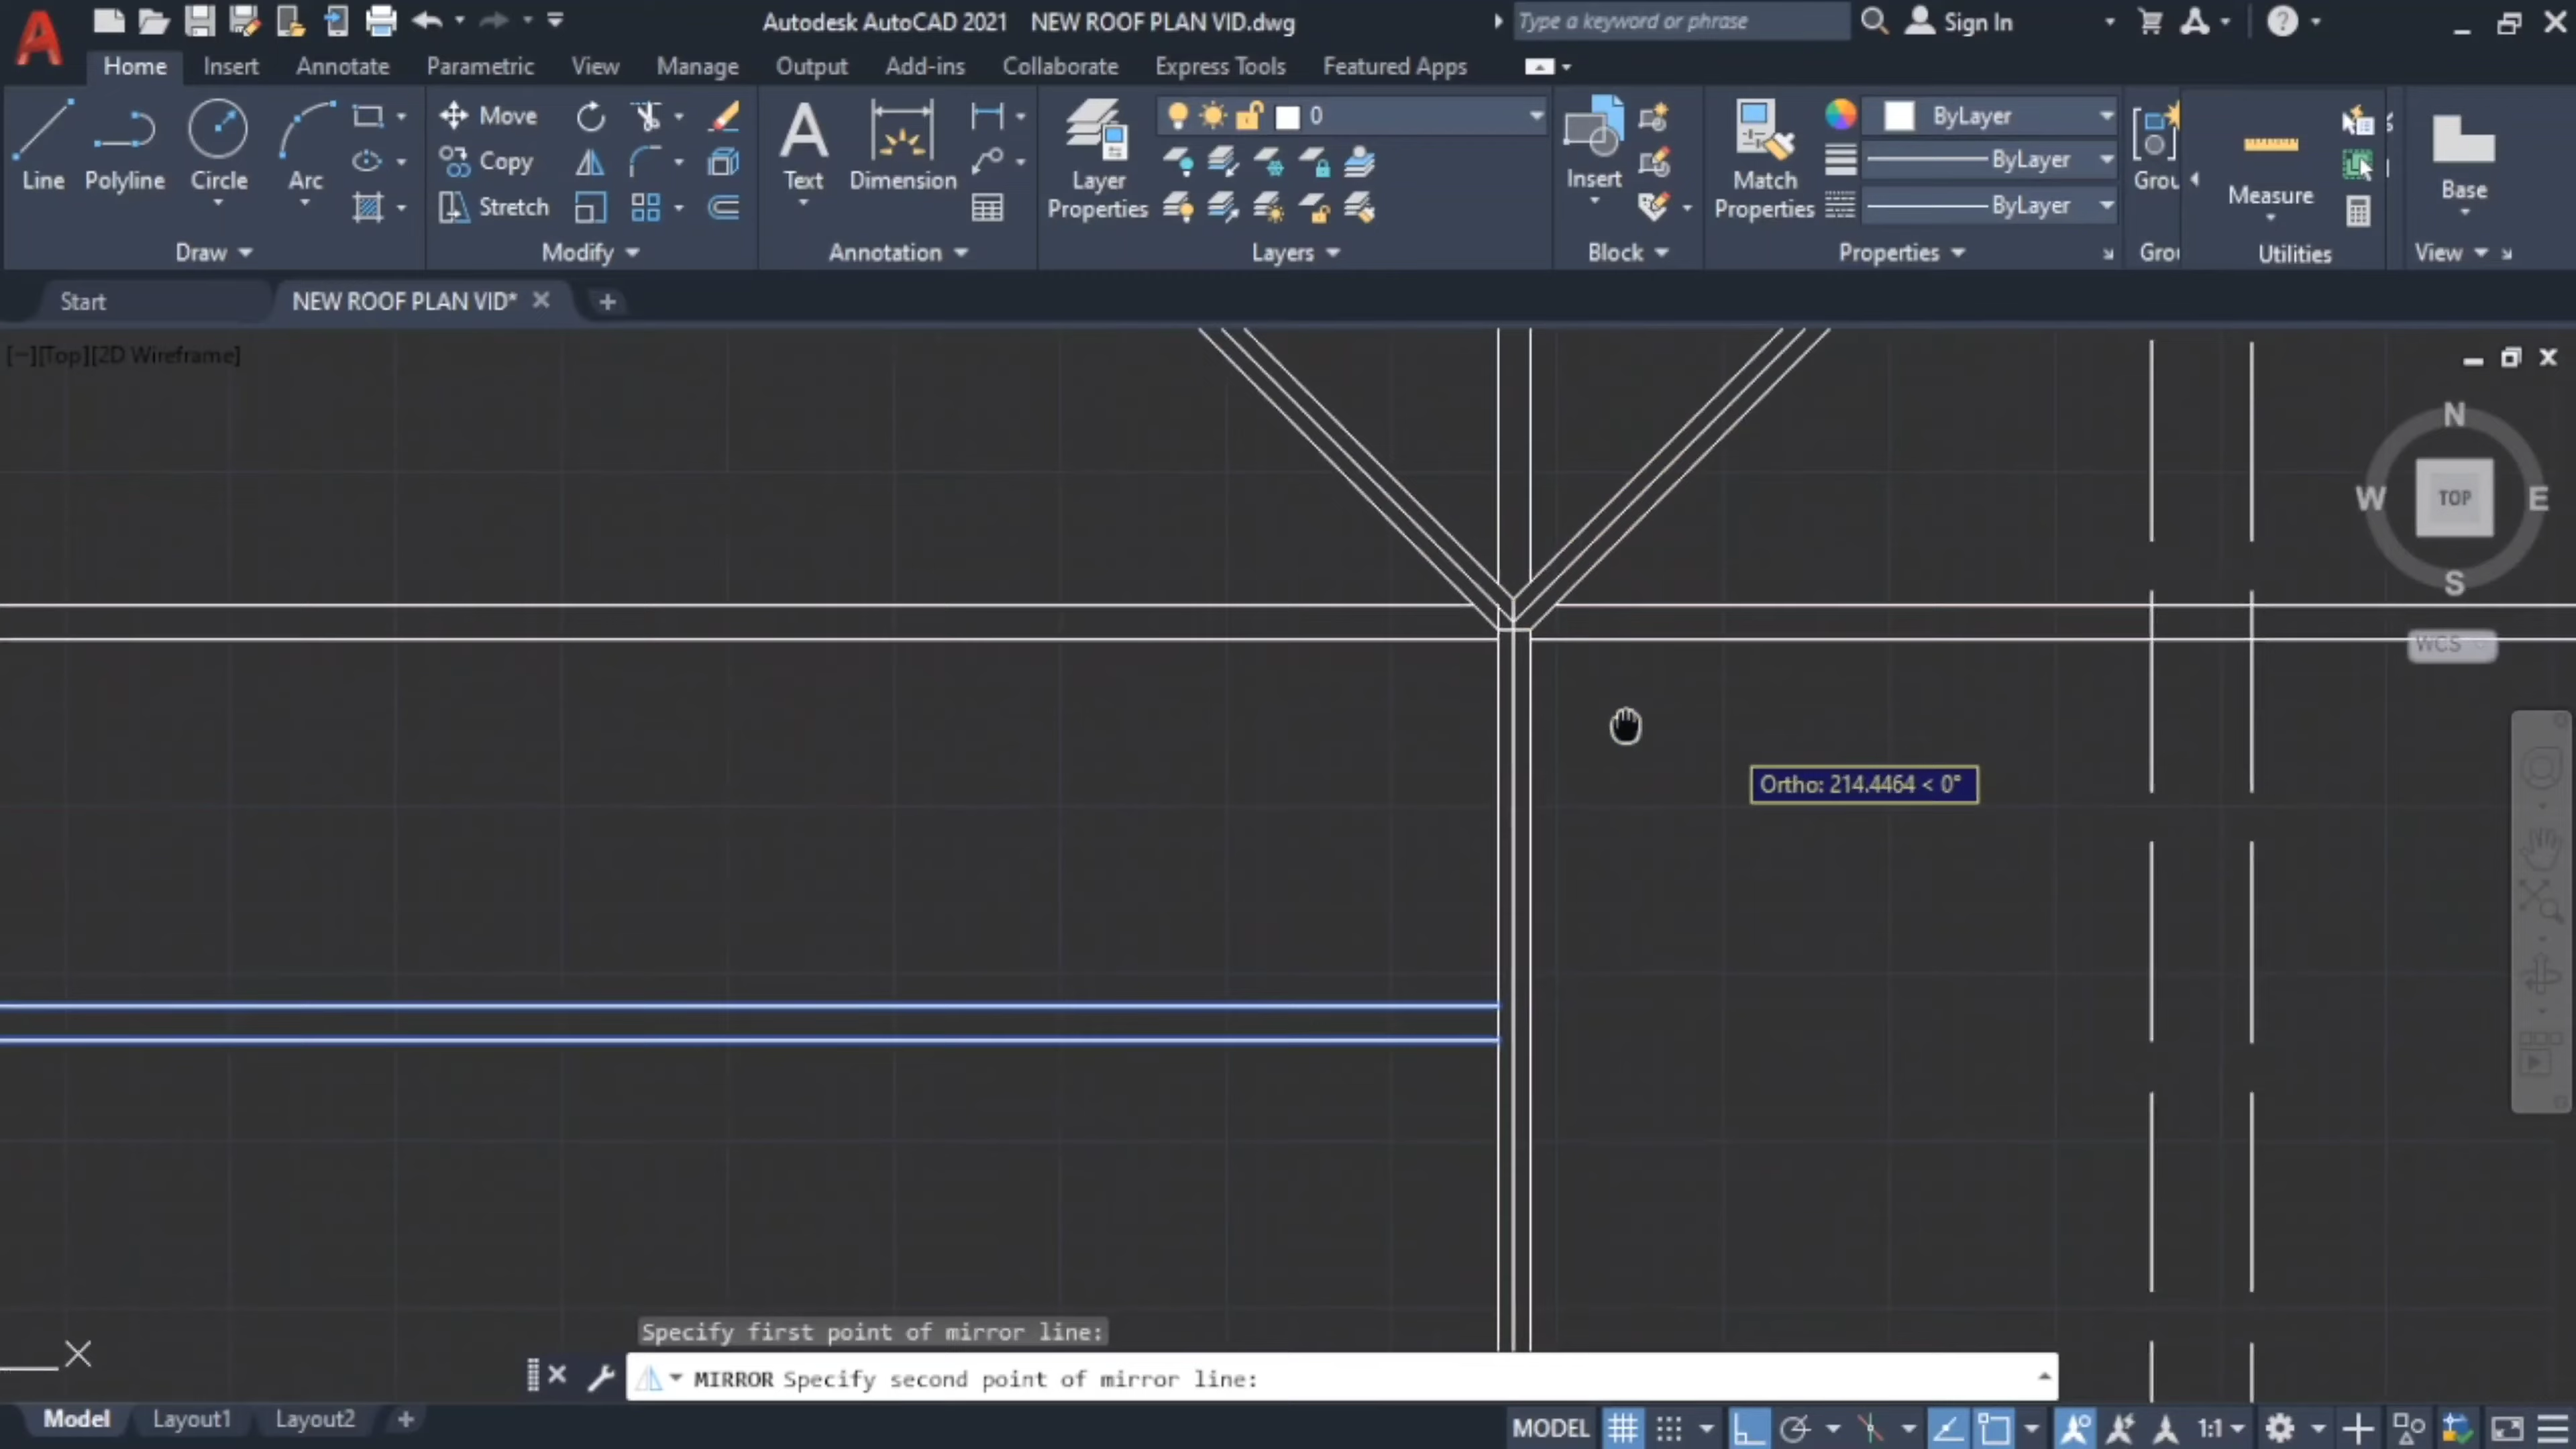 Autodesk AutoCAD 2021 NEW ROOF PLAN VID.dwg Type a keyword or phrase Sign In
Home Insert Annotate Parametric View Manage Output Add-ins Collaborate Express Tools Featured Apps
Line Polyline Circle Arc
Move
Copy
Stretch
Text Dimension
Layer Properties
0
Insert
Match Properties
ByLayer
ByLayer
ByLayer
Grou
Measure
Base
Draw Modify Annotation Layers Block Properties Grou Utilities View
Start NEW ROOF PLAN VID*
[−][Top][2D Wireframe]
N
W TOP E
S
WCS
Ortho: 214.4464 < 0°
Specify first point of mirror line:
MIRROR Specify second point of mirror line:
Model Layout1 Layout2
MODEL 1:1